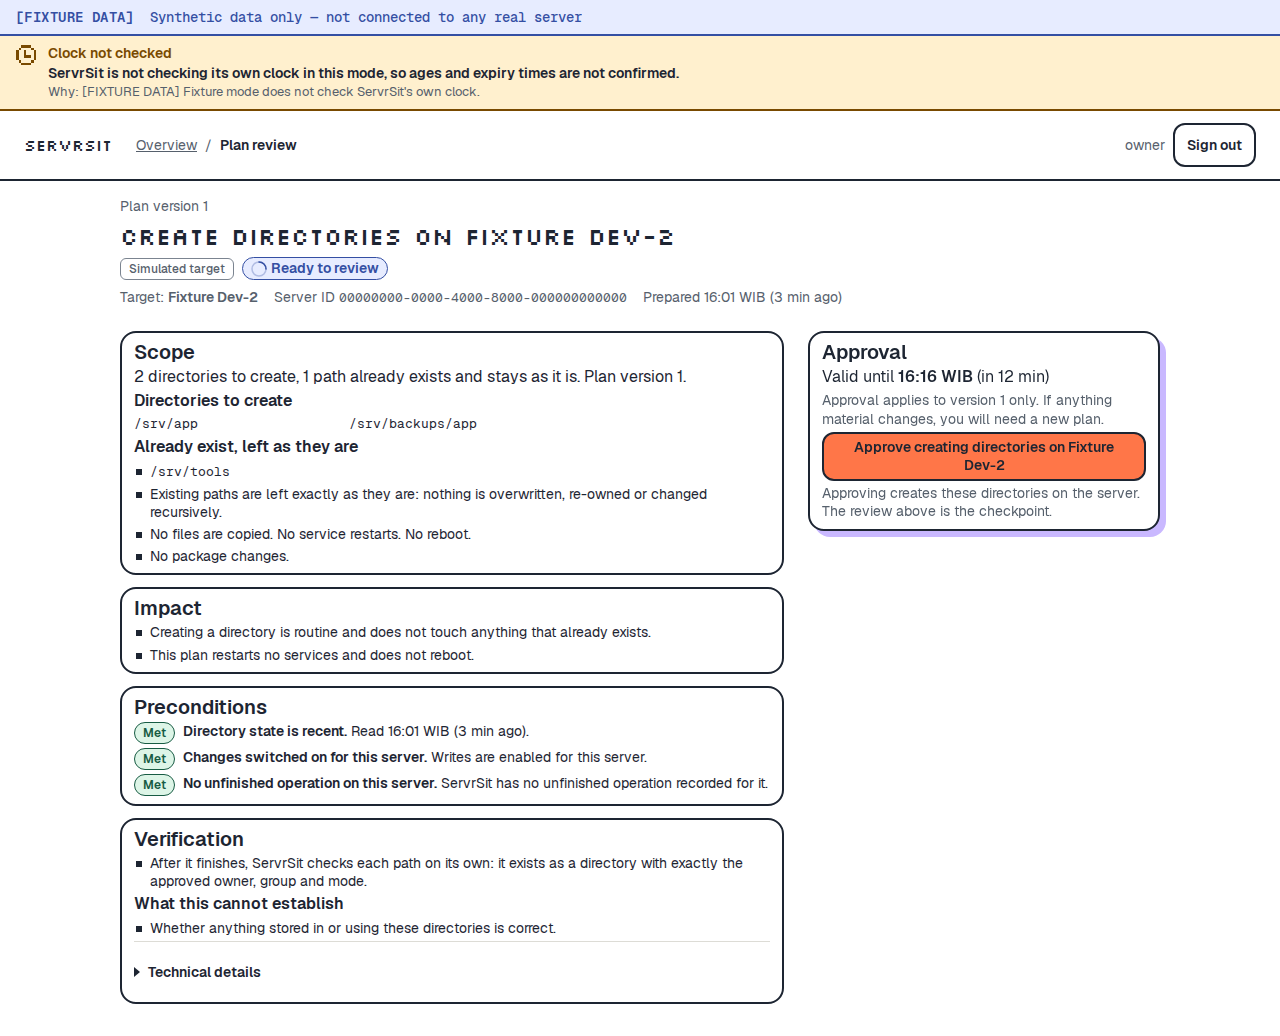 [FIXTURE DATA] Synthetic data only — not connected to any real server
Clock not checked
ServrSit is not checking its own clock in this mode, so ages and expiry times are not confirmed.
Why: [FIXTURE DATA] Fixture mode does not check ServrSit's own clock.
SERVRSIT
Overview / Plan review
owner
Sign out
Plan version 1
CREATE DIRECTORIES ON FIXTURE DEV-2
Simulated target
Ready to review
Target: Fixture Dev-2 Server ID 00000000-0000-4000-8000-000000000000 Prepared 16:01 WIB (3 min ago)
Scope
2 directories to create, 1 path already exists and stays as it is. Plan version 1.
Directories to create
/srv/app /srv/backups/app
Already exist, left as they are
/srv/tools
Existing paths are left exactly as they are: nothing is overwritten, re-owned or changed
recursively.
No files are copied. No service restarts. No reboot.
No package changes.
Impact
Creating a directory is routine and does not touch anything that already exists.
This plan restarts no services and does not reboot.
Preconditions
Met Directory state is recent. Read 16:01 WIB (3 min ago).
Met Changes switched on for this server. Writes are enabled for this server.
Met No unfinished operation on this server. ServrSit has no unfinished operation recorded for it.
Verification
After it finishes, ServrSit checks each path on its own: it exists as a directory with exactly the
approved owner, group and mode.
What this cannot establish
Whether anything stored in or using these directories is correct.
Technical details
Approval
Valid until 16:16 WIB (in 12 min)
Approval applies to version 1 only. If anything
material changes, you will need a new plan.
Approve creating directories on Fixture
Dev-2
Approving creates these directories on the server.
The review above is the checkpoint.